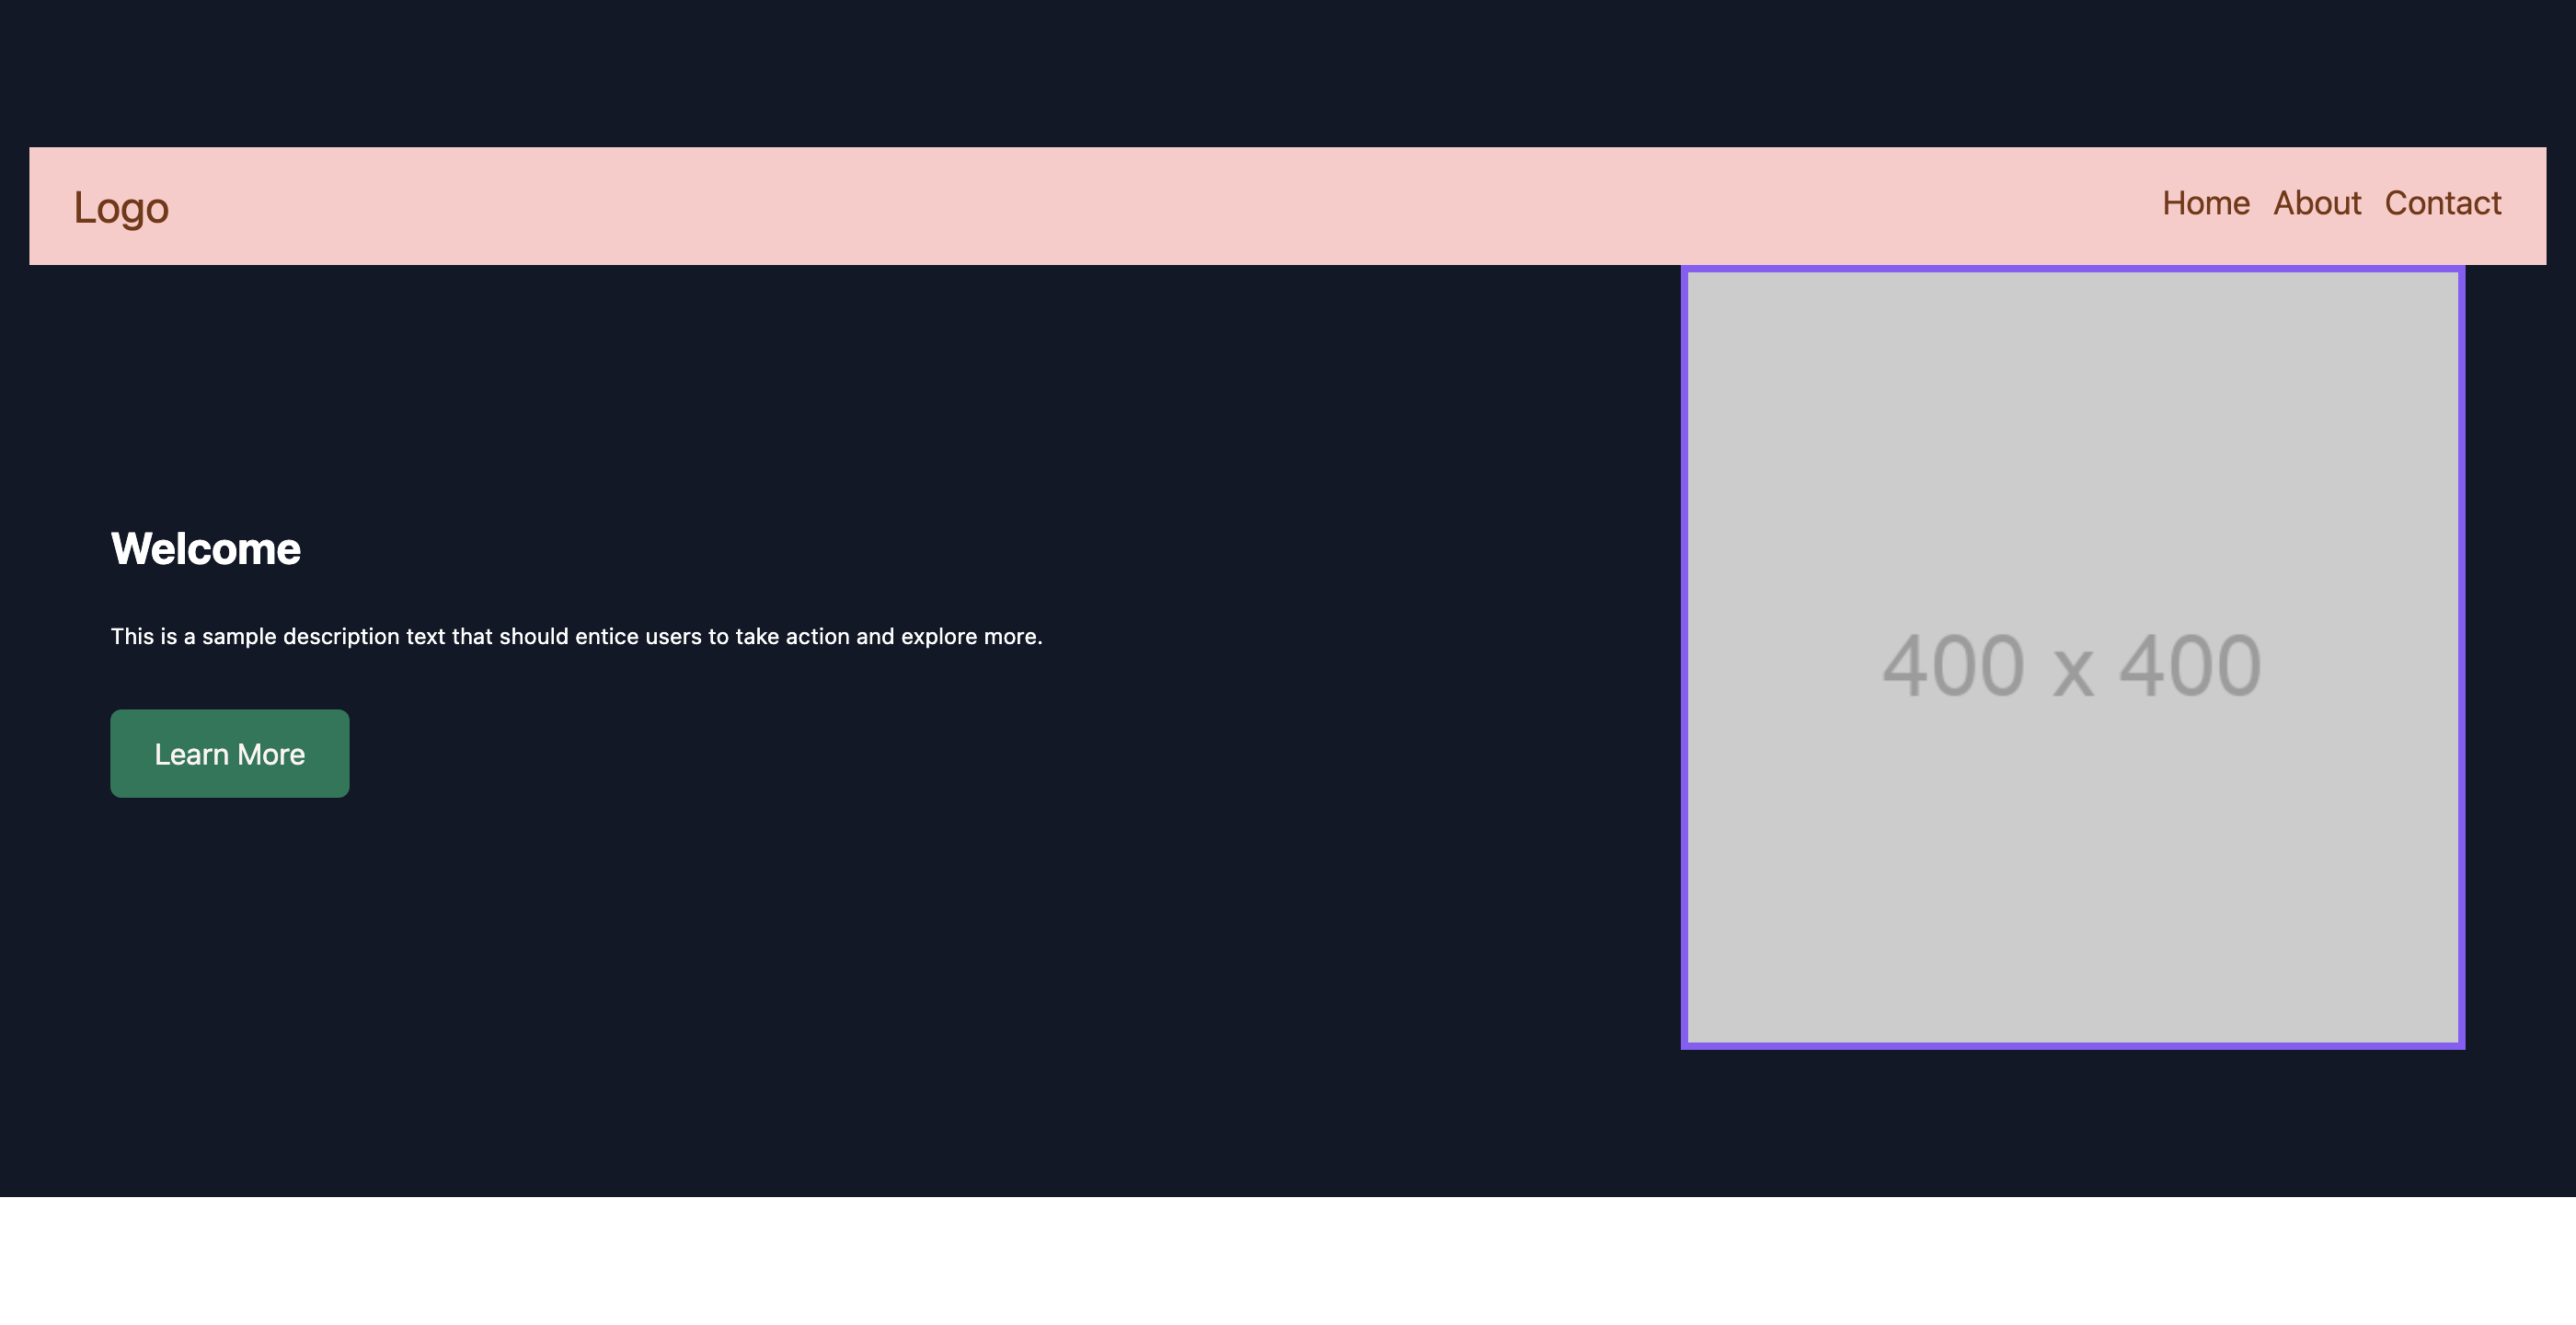 Logo
Home About Contact
Welcome
This is a sample description text that should entice users to take action and explore more.
Learn More
400 x 400